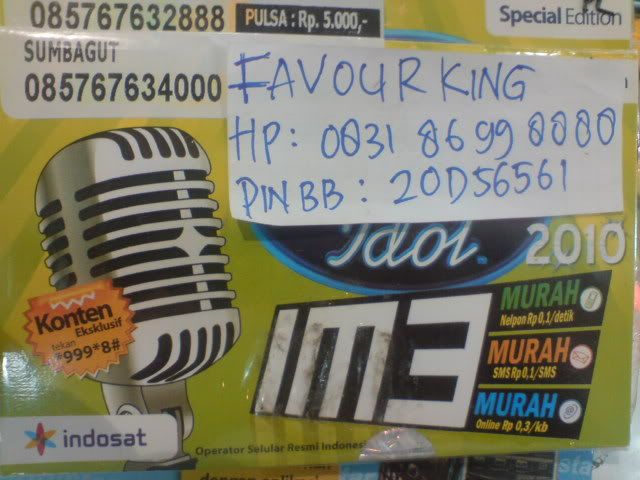 085767632888
PULSA : Rp. 5.000,-
Special Edition
SUMBAGUT
085767634000
FAVOUR KING
HP : 0831 8699 8888
PIN BB : 20D56561
Idol
2010
Konten
Eksklusif
tekan
*999*8#
IM3
MURAH
Nelpon Rp 0,1/detik
MURAH
SMS Rp 0,1/SMS
MURAH
Online Rp 0,3/kb
indosat
Operator Selular Resmi Indones